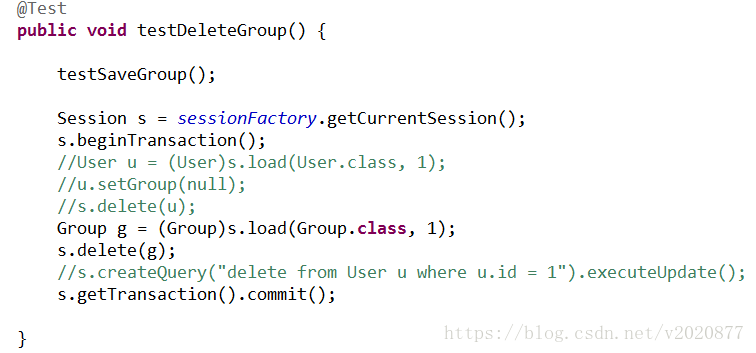 @Test
public void testDeleteGroup() {
testSaveGroup();
Session s = sessionFactory.getCurrentSession();
s.beginTransaction();
//User u = (User)s.load(User.class, 1);
//u.setGroup(null);
//s.delete(u);
Group g = (Group)s.load(Group.class, 1);
s.delete(g);
//s.createQuery("delete from User u where u.id = 1").executeUpdate();
s.getTransaction().commit();
}
https://blog.csdn.net/v2020877